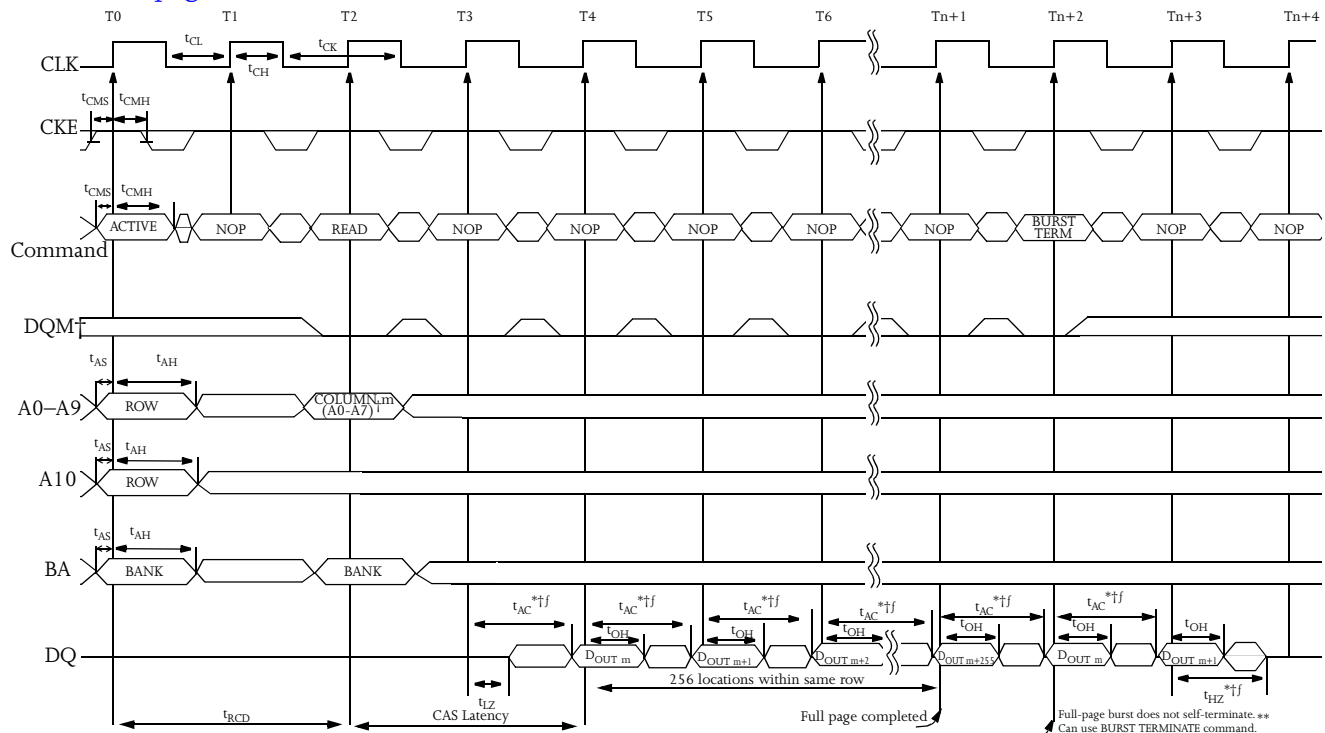 T0 T1 T2 T3 T4 T5 T6 Tn+1 Tn+2 Tn+3 Tn+4
tCL tCK
CLK
tCH
tCMS tCMH
CKE
tCMS tCMH
ACTIVE NOP READ NOP NOP NOP NOP NOP BURST TERM NOP NOP
Command
DQM†
tAS tAH
A0–A9 ROW COLUMN m
(A0-A7)
tAS tAH
A10 ROW
tAS tAH
BA BANK BANK
tAC*†ƒ tAC*†ƒ tAC*†ƒ tAC*†ƒ tAC*†ƒ tAC*†ƒ
tOH tOH tOH tOH tOH tOH
DQ DOUT m DOUT m+1 DOUT m+2 DOUT m+255 DOUT m DOUT m+1
256 locations within same row
tLZ tHZ*†ƒ
tRCD CAS Latency Full page completed
Full-page burst does not self-terminate.**
Can use BURST TERMINATE command.